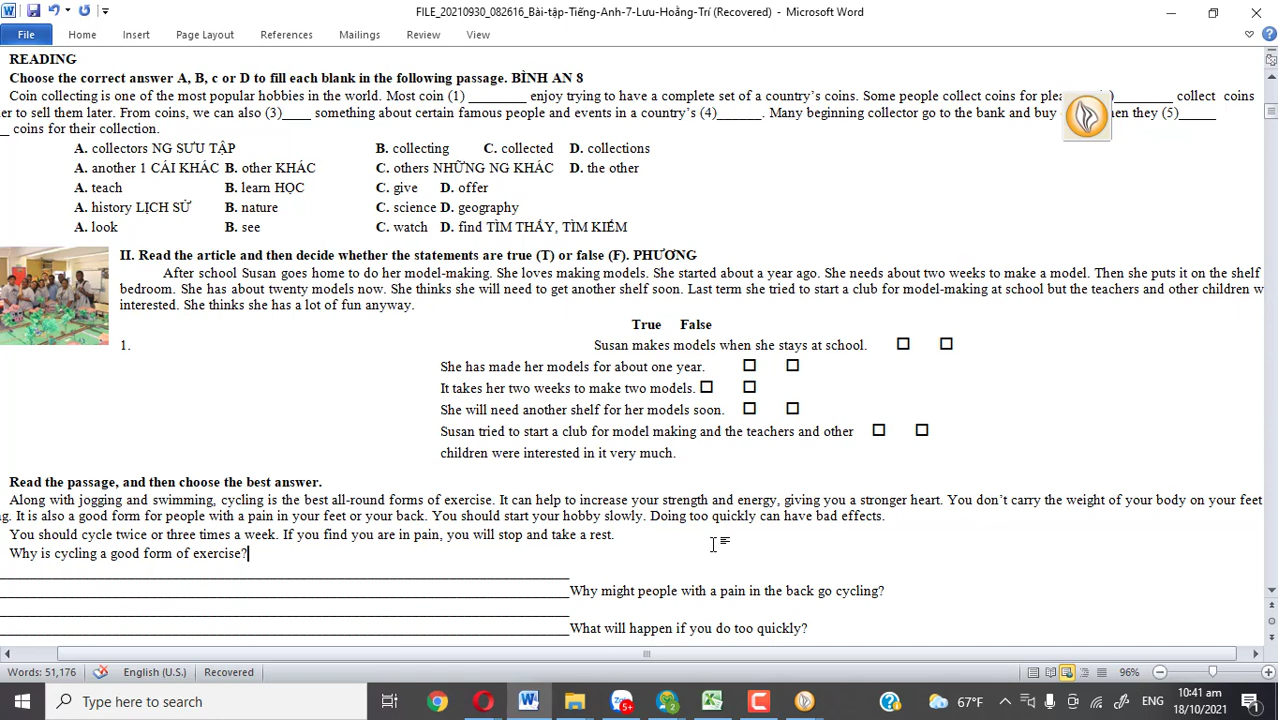 FILE_20210930_082616_Bài-tập-Tiếng-Anh-7-Lưu-Hoằng-Trí (Recovered) - Microsoft Word
File Home Insert Page Layout References Mailings Review View
READING
Choose the correct answer A, B, c or D to fill each blank in the following passage. BÌNH AN 8
Coin collecting is one of the most popular hobbies in the world. Most coin (1) _________ enjoy trying to have a complete set of a country's coins. Some people collect coins for plea )_________ collect coins
er to sell them later. From coins, we can also (3)____ something about certain famous people and events in a country's (4)_______. Many beginning collector go to the bank and buy hen they (5)______
__ coins for their collection.
A. collectors NG SƯU TẬP B. collecting C. collected D. collections
A. another 1 CÁI KHÁC B. other KHÁC C. others NHỮNG NG KHÁC D. the other
A. teach B. learn HỌC C. give D. offer
A. history LỊCH SỬ B. nature C. science D. geography
A. look B. see C. watch D. find TÌM THẤY, TÌM KIẾM
II. Read the article and then decide whether the statements are true (T) or false (F). PHƯƠNG
After school Susan goes home to do her model-making. She loves making models. She started about a year ago. She needs about two weeks to make a model. Then she puts it on the shelf
bedroom. She has about twenty models now. She thinks she will need to get another shelf soon. Last term she tried to start a club for model-making at school but the teachers and other children w
interested. She thinks she has a lot of fun anyway.
True False
1. Susan makes models when she stays at school. ☐ ☐
She has made her models for about one year. ☐ ☐
It takes her two weeks to make two models. ☐ ☐
She will need another shelf for her models soon. ☐ ☐
Susan tried to start a club for model making and the teachers and other ☐ ☐
children were interested in it very much.
Read the passage, and then choose the best answer.
Along with jogging and swimming, cycling is the best all-round forms of exercise. It can help to increase your strength and energy, giving you a stronger heart. You don't carry the weight of your body on your feet
g. It is also a good form for people with a pain in your feet or your back. You should start your hobby slowly. Doing too quickly can have bad effects.
You should cycle twice or three times a week. If you find you are in pain, you will stop and take a rest.
Why is cycling a good form of exercise?
Why might people with a pain in the back go cycling?
What will happen if you do too quickly?
Words: 51,176 English (U.S.) Recovered 96%
Type here to search 5+ 67°F ENG 10:41 am
18/10/2021 1